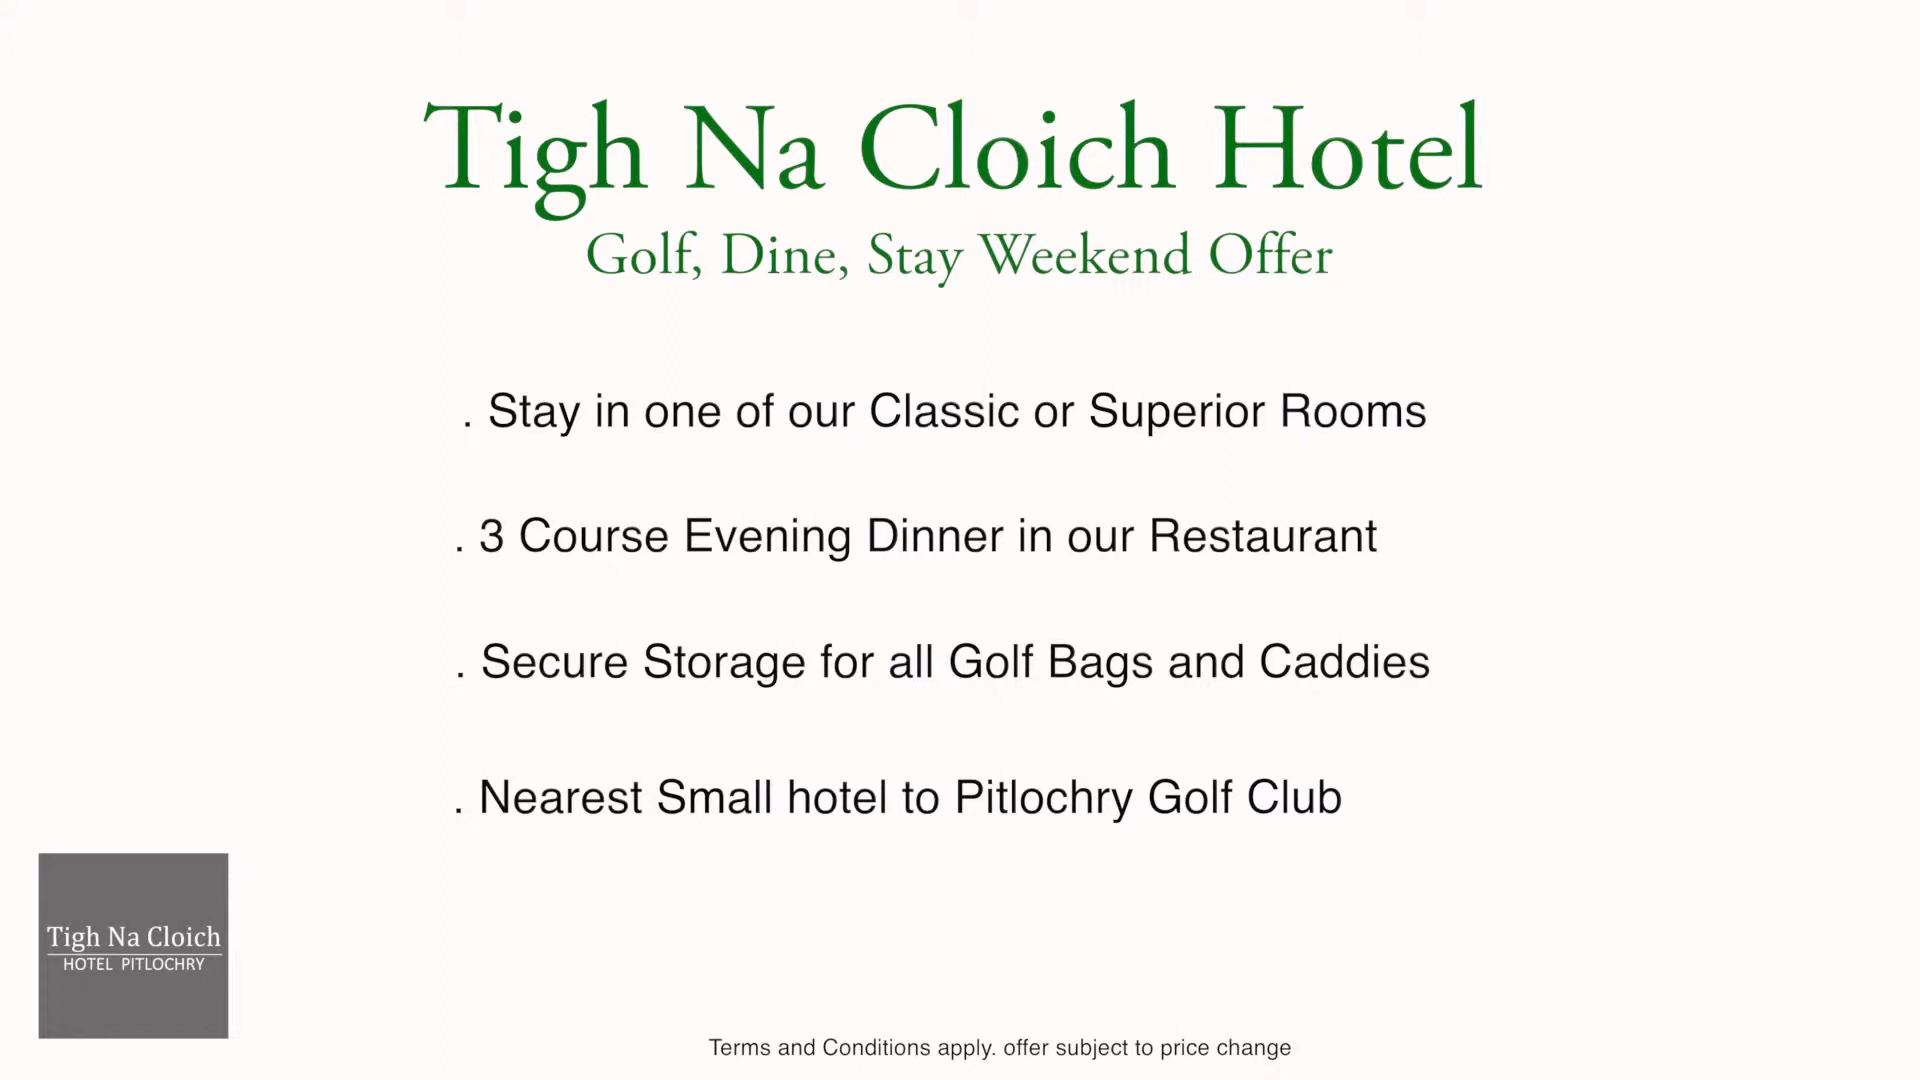 Tigh Na Cloich Hotel
Golf, Dine, Stay Weekend Offer
. Stay in one of our Classic or Superior Rooms
. 3 Course Evening Dinner in our Restaurant
. Secure Storage for all Golf Bags and Caddies
. Nearest Small hotel to Pitlochry Golf Club
Tigh Na Cloich
HOTEL PITLOCHRY
Terms and Conditions apply. offer subject to price change